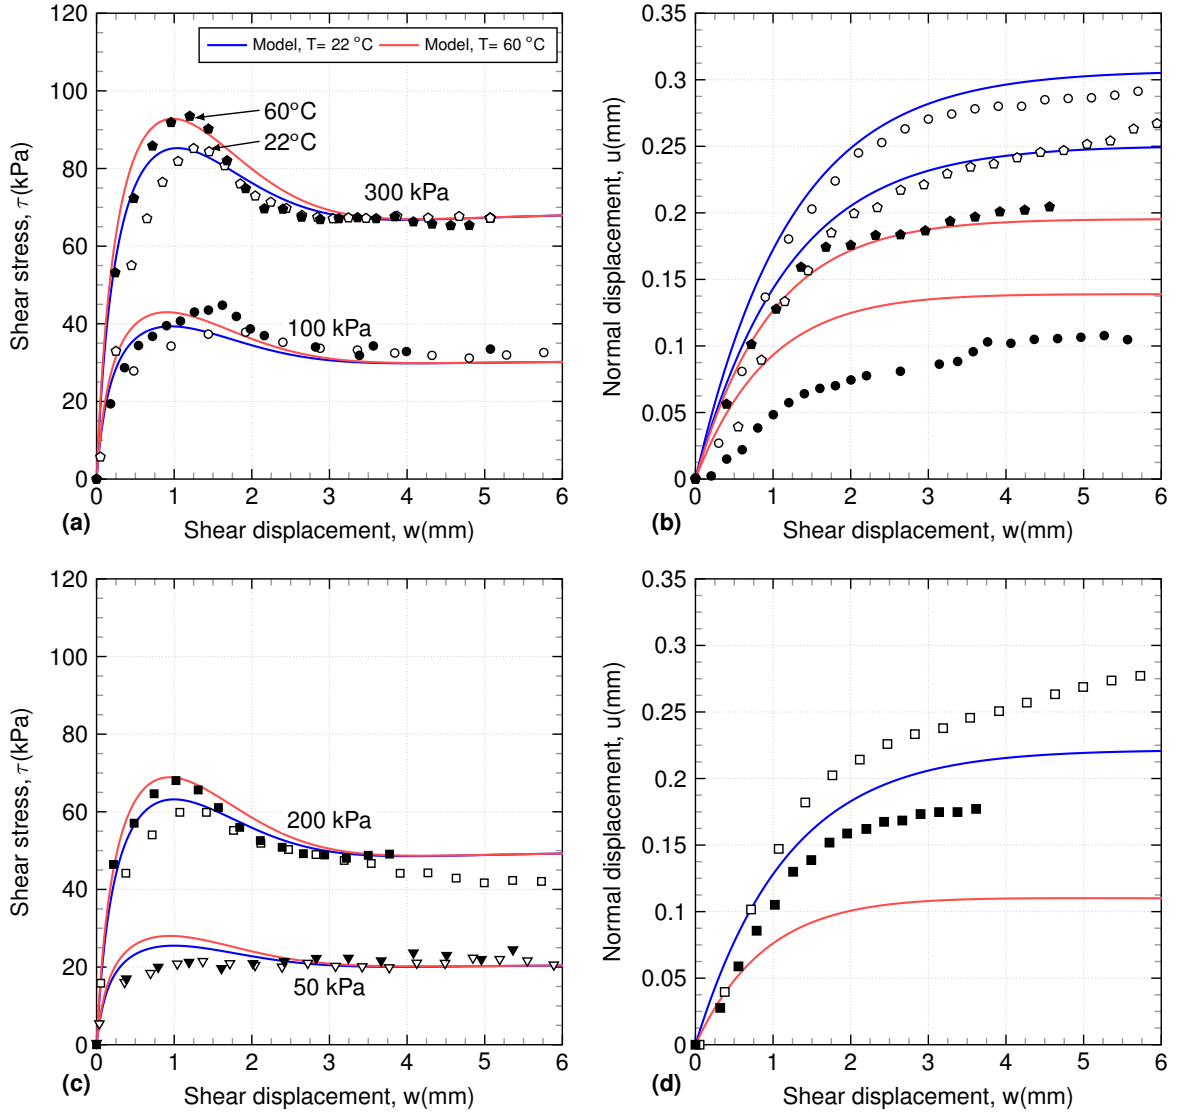 120
100
80
60
40
20
0
Shear stress, τ(kPa)
Model, T= 22 °C
Model, T= 60 °C
60°C
22°C
300 kPa
100 kPa
0 1 2 3 4 5 6
(a)
Shear displacement, w(mm)
0.35
0.3
0.25
0.2
0.15
0.1
0.05
0
Normal displacement, u(mm)
0 1 2 3 4 5 6
(b)
Shear displacement, w(mm)
120
100
80
60
40
20
0
Shear stress, τ(kPa)
200 kPa
50 kPa
0 1 2 3 4 5 6
(c)
Shear displacement, w(mm)
0.35
0.3
0.25
0.2
0.15
0.1
0.05
0
Normal displacement, u(mm)
0 1 2 3 4 5 6
(d)
Shear displacement, w(mm)